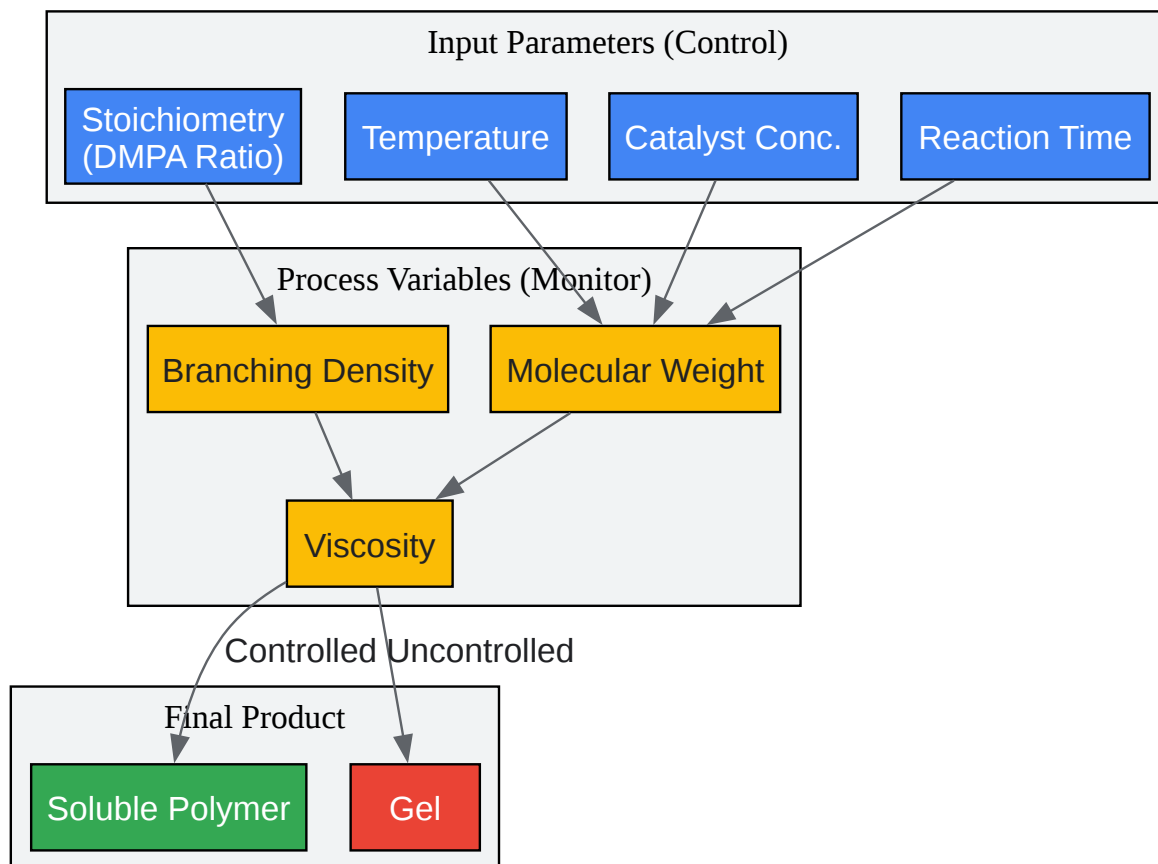 Input Parameters (Control)
Stoichiometry
(DMPA Ratio)
Temperature
Catalyst Conc.
Reaction Time
Process Variables (Monitor)
Branching Density
Molecular Weight
Viscosity
Controlled
Uncontrolled
Final Product
Soluble Polymer
Gel